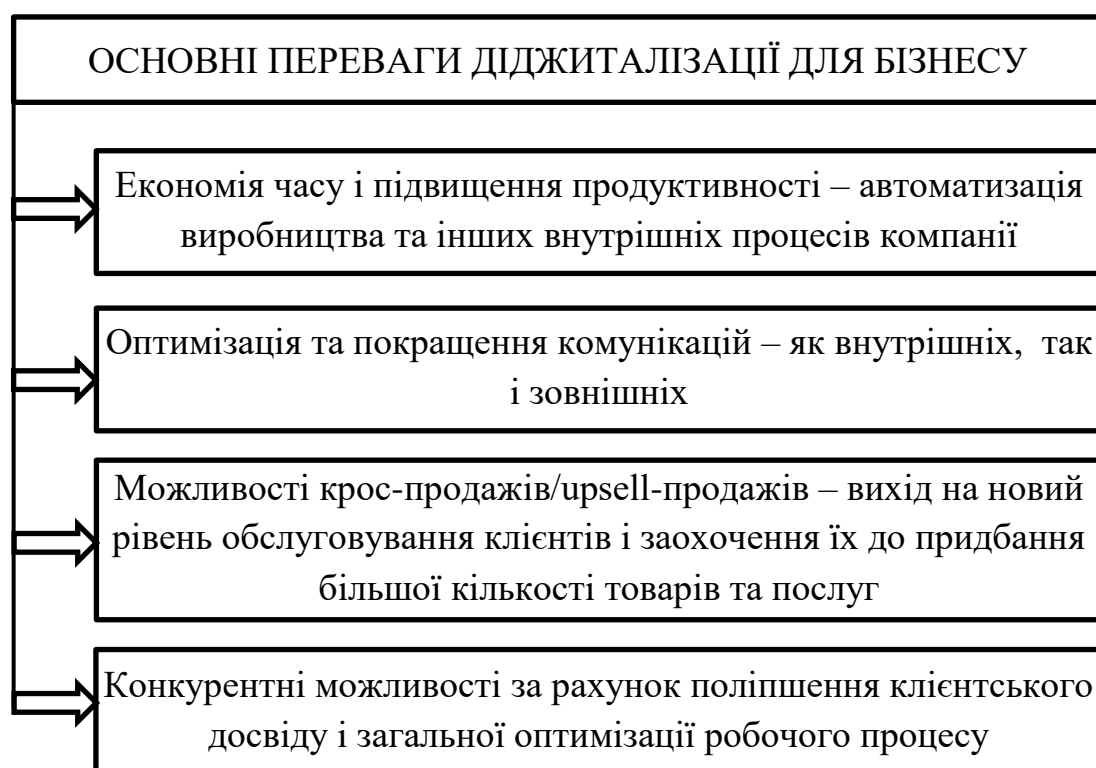 ОСНОВНІ ПЕРЕВАГИ ДІДЖИТАЛІЗАЦІЇ ДЛЯ БІЗНЕСУ
Економія часу і підвищення продуктивності – автоматизація
виробництва та інших внутрішніх процесів компанії
Оптимізація та покращення комунікацій – як внутрішніх, так
і зовнішніх
Можливості крос-продажів/upsell-продажів – вихід на новий
рівень обслуговування клієнтів і заохочення їх до придбання
більшої кількості товарів та послуг
Конкурентні можливості за рахунок поліпшення клієнтського
досвіду і загальної оптимізації робочого процесу